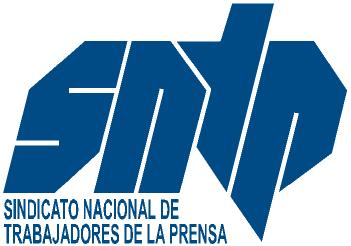 sntp
SINDICATO NACIONAL DE
TRABAJADORES DE LA PRENSA